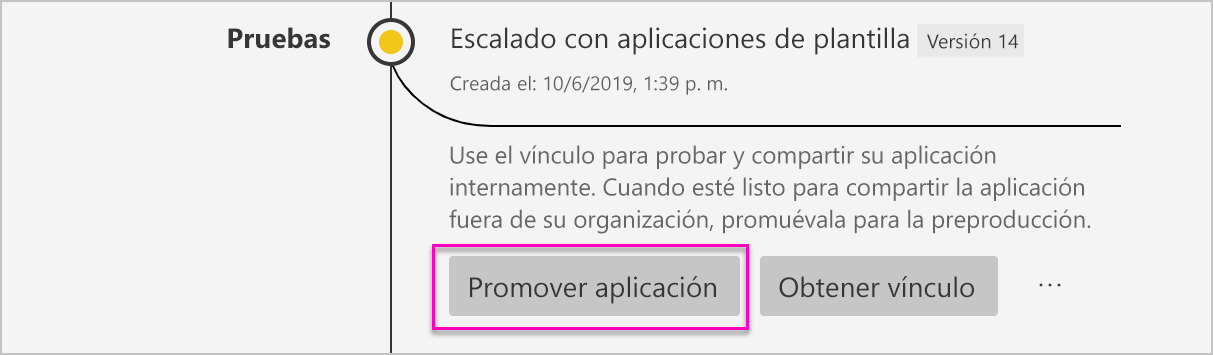 Pruebas
Escalado con aplicaciones de plantilla Versión 14
Creada el: 10/6/2019, 1:39 p. m.
Use el vínculo para probar y compartir su aplicación
internamente. Cuando esté listo para compartir la aplicación
fuera de su organización, promuévala para la preproducción.
Promover aplicación Obtener vínculo ...